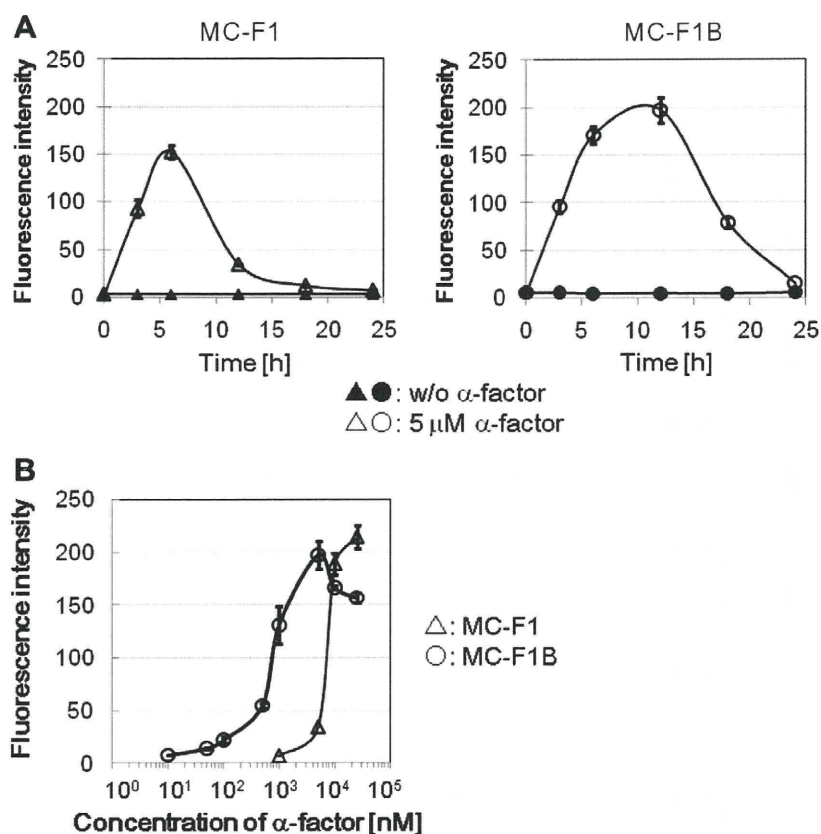 A
MC-F1
MC-F1B
Fluorescence intensity
250
200
150
100
50
0
0 5 10 15 20 25
Time [h]
Fluorescence intensity
250
200
150
100
50
0
0 5 10 15 20 25
Time [h]
▲●: w/o α-factor
△○: 5 μM α-factor
B
Fluorescence intensity
250
200
150
100
50
0
10⁰ 10¹ 10² 10³ 10⁴ 10⁵
Concentration of α-factor [nM]
△: MC-F1
○: MC-F1B